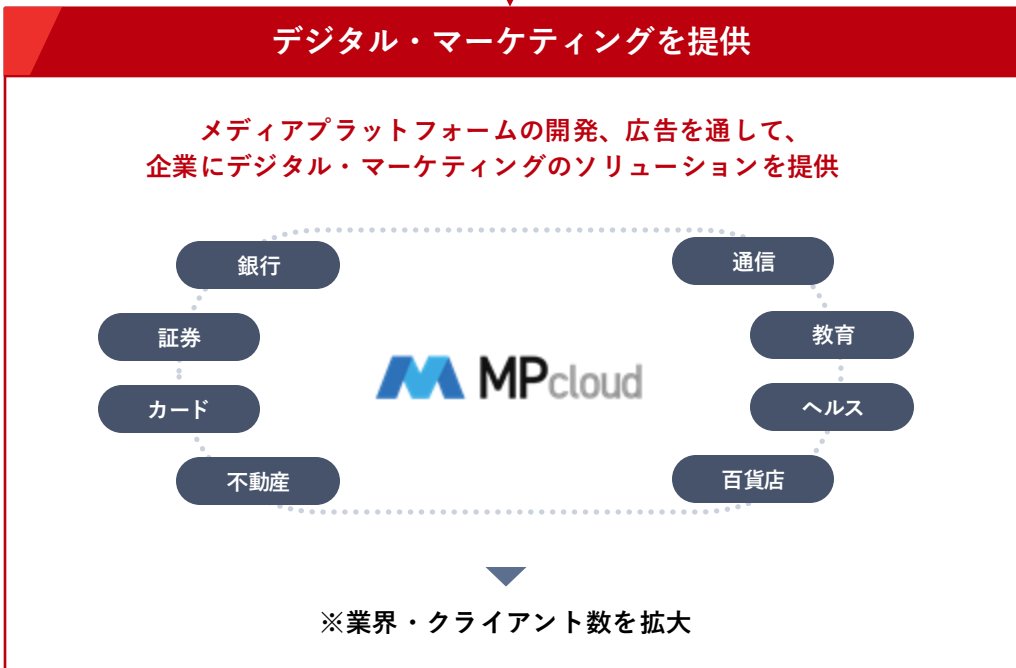 デジタル・マーケティングを提供
メディアプラットフォームの開発、広告を通して、
企業にデジタル・マーケティングのソリューションを提供
銀行
通信
証券
教育
MPcloud
カード
ヘルス
不動産
百貨店
※業界・クライアント数を拡大